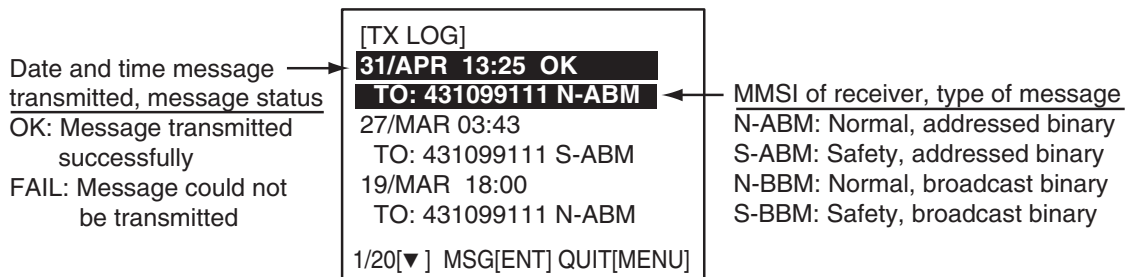 Date and time message
transmitted, message status
OK: Message transmitted
successfully
FAIL: Message could not
be transmitted
[TX LOG]
31/APR 13:25 OK
TO: 431099111 N-ABM
27/MAR 03:43
TO: 431099111 S-ABM
19/MAR 18:00
TO: 431099111 N-ABM
1/20[▼] MSG[ENT] QUIT[MENU]
MMSI of receiver, type of message
N-ABM: Normal, addressed binary
S-ABM: Safety, addressed binary
N-BBM: Normal, broadcast binary
S-BBM: Safety, broadcast binary